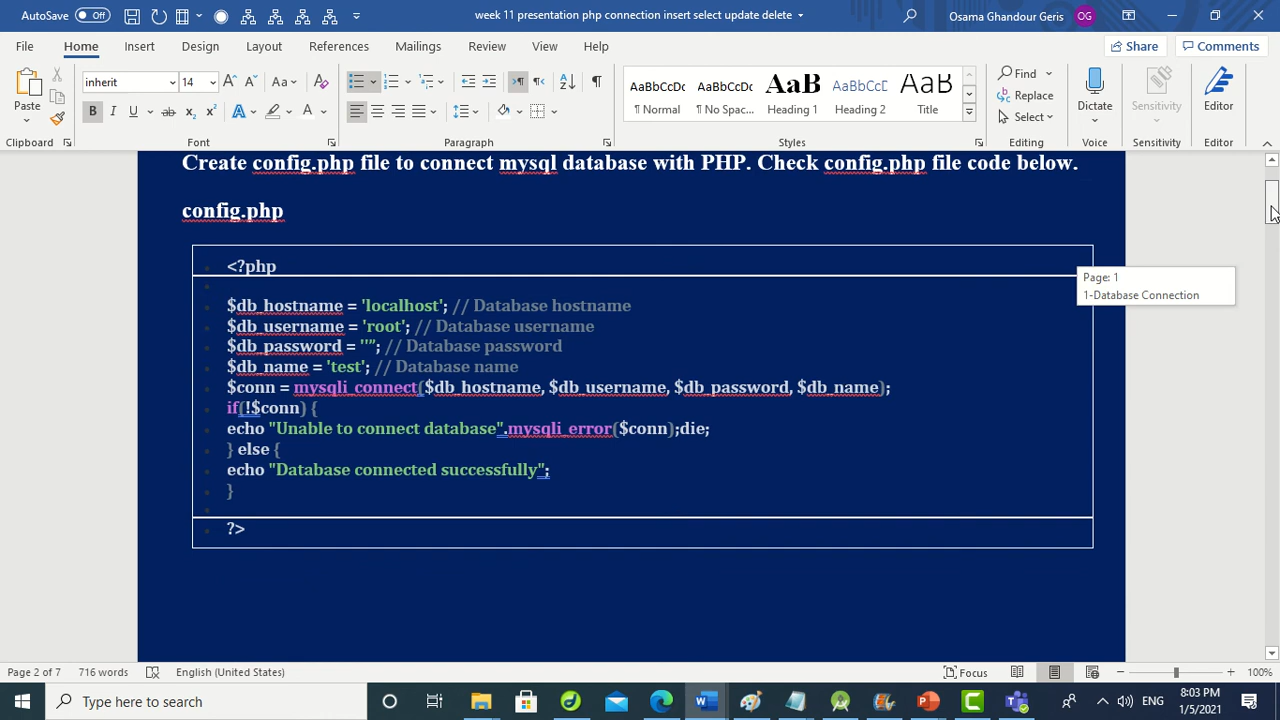 AutoSave Off
week 11 presentation php connection insert select update delete
Osama Ghandour Geris OG
File Home Insert Design Layout References Mailings Review View Help Share Comments
Paste
inherit 14 Aa
B I U ab x₂ x² A A
AaBbCcDc AaBbCcDc AaB AaBbCcD AaB
¶ Normal ¶ No Spac... Heading 1 Heading 2 Title
Find
Replace
Select
Dictate Sensitivity Editor
Clipboard Font Paragraph Styles Editing Voice Sensitivity Editor
Create config.php file to connect mysql database with PHP. Check config.php file code below.
config.php
<?php
$db_hostname = 'localhost'; // Database hostname
$db_username = 'root'; // Database username
$db_password = ''”; // Database password
$db_name = 'test'; // Database name
$conn = mysqli_connect($db_hostname, $db_username, $db_password, $db_name);
if(!$conn) {
echo "Unable to connect database".mysqli_error($conn);die;
} else {
echo "Database connected successfully";
}
?>
Page: 1
1-Database Connection
Page 2 of 7 716 words English (United States) Focus 100%
Type here to search
ENG
8:03 PM
1/5/2021